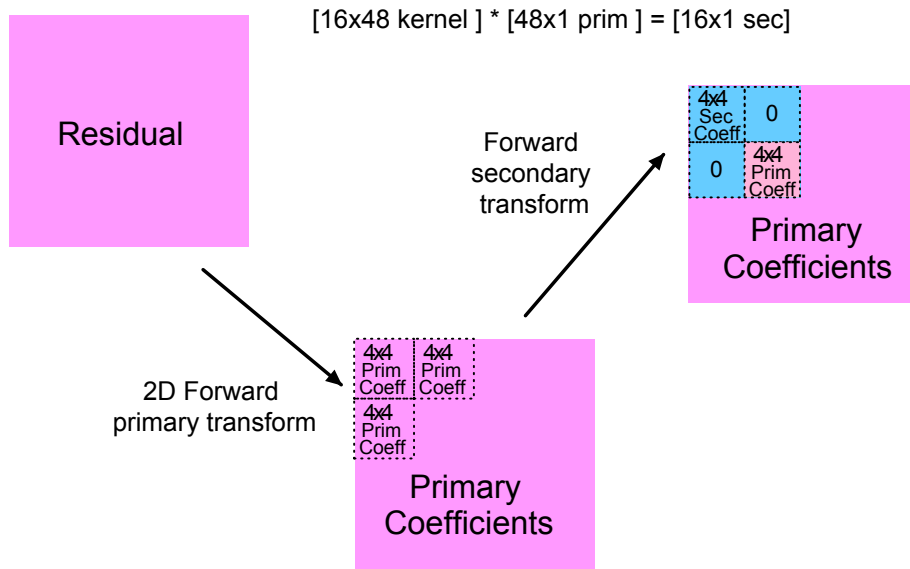 [16x48 kernel ] * [48x1 prim ] = [16x1 sec]
Residual
Forward
secondary
transform
4x4
Sec
Coeff
0
0
4x4
Prim
Coeff
Primary
Coefficients
2D Forward
primary transform
4x4
Prim
Coeff
4x4
Prim
Coeff
4x4
Prim
Coeff
Primary
Coefficients